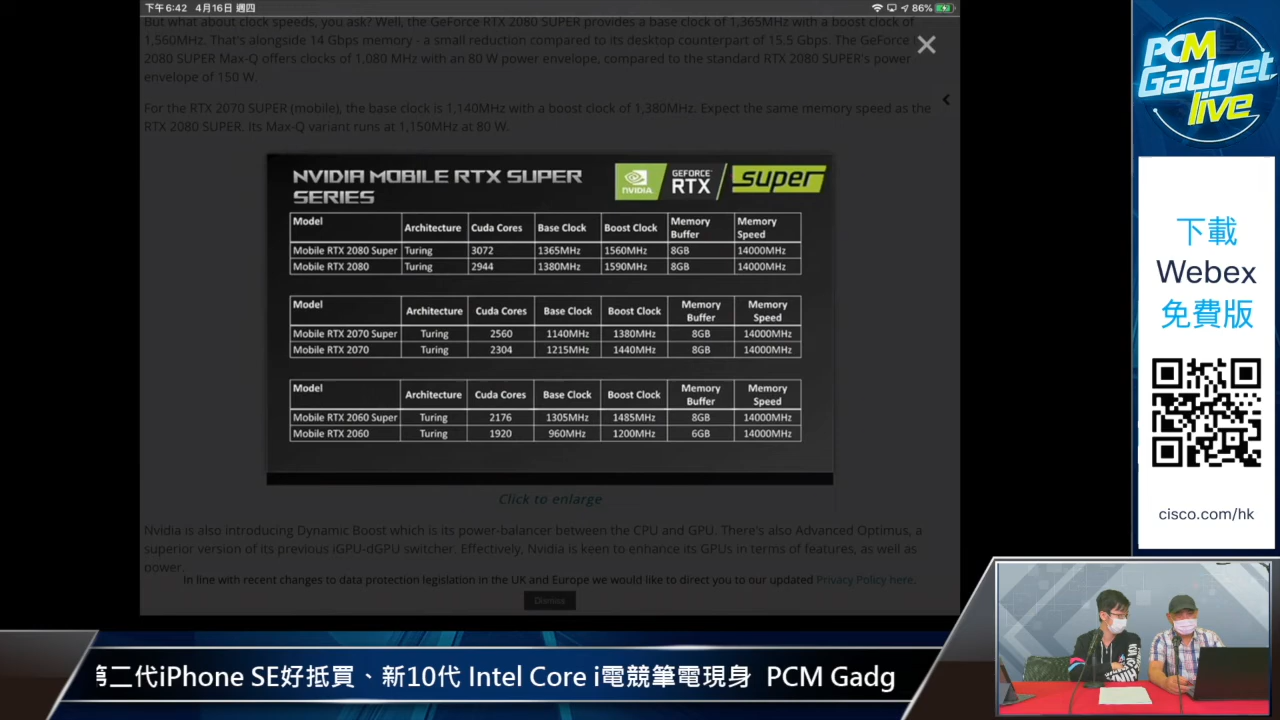 下午6:42 4月16日 週四
86%
But what about clock speeds, you ask? Well, the GeForce RTX 2080 SUPER provides a base clock of 1,365MHz with a boost clock of
1,560MHz. That's alongside 14 Gbps memory - a small reduction compared to its desktop counterpart of 15.5 Gbps. The GeForce
2080 SUPER Max-Q offers clocks of 1,080 MHz with an 80 W power envelope, compared to the standard RTX 2080 SUPER's power
envelope of 150 W.
For the RTX 2070 SUPER (mobile), the base clock is 1,140MHz with a boost clock of 1,380MHz. Expect the same memory speed as the
RTX 2080 SUPER. Its Max-Q variant runs at 1,150MHz at 80 W.
NVIDIA MOBILE RTX SUPER
SERIES
NVIDIA. GEFORCE RTX super
Model Architecture Cuda Cores Base Clock Boost Clock Memory Buffer Memory Speed
Mobile RTX 2080 Super Turing 3072 1365MHz 1560MHz 8GB 14000MHz
Mobile RTX 2080 Turing 2944 1380MHz 1590MHz 8GB 14000MHz
Model Architecture Cuda Cores Base Clock Boost Clock Memory Buffer Memory Speed
Mobile RTX 2070 Super Turing 2560 1140MHz 1380MHz 8GB 14000MHz
Mobile RTX 2070 Turing 2304 1215MHz 1440MHz 8GB 14000MHz
Model Architecture Cuda Cores Base Clock Boost Clock Memory Buffer Memory Speed
Mobile RTX 2060 Super Turing 2176 1305MHz 1485MHz 8GB 14000MHz
Mobile RTX 2060 Turing 1920 960MHz 1200MHz 6GB 14000MHz
Click to enlarge
Nvidia is also introducing Dynamic Boost which is its power-balancer between the CPU and GPU. There's also Advanced Optimus, a
superior version of its previous iGPU-dGPU switcher. Effectively, Nvidia is keen to enhance its GPUs in terms of features, as well as
power.
In line with recent changes to data protection legislation in the UK and Europe we would like to direct you to our updated Privacy Policy here.
Dismiss
PCM
Gadget
live
下載
Webex
免費版
cisco.com/hk
第二代iPhone SE好抵買、新10代 Intel Core i電競筆電現身 PCM Gadg